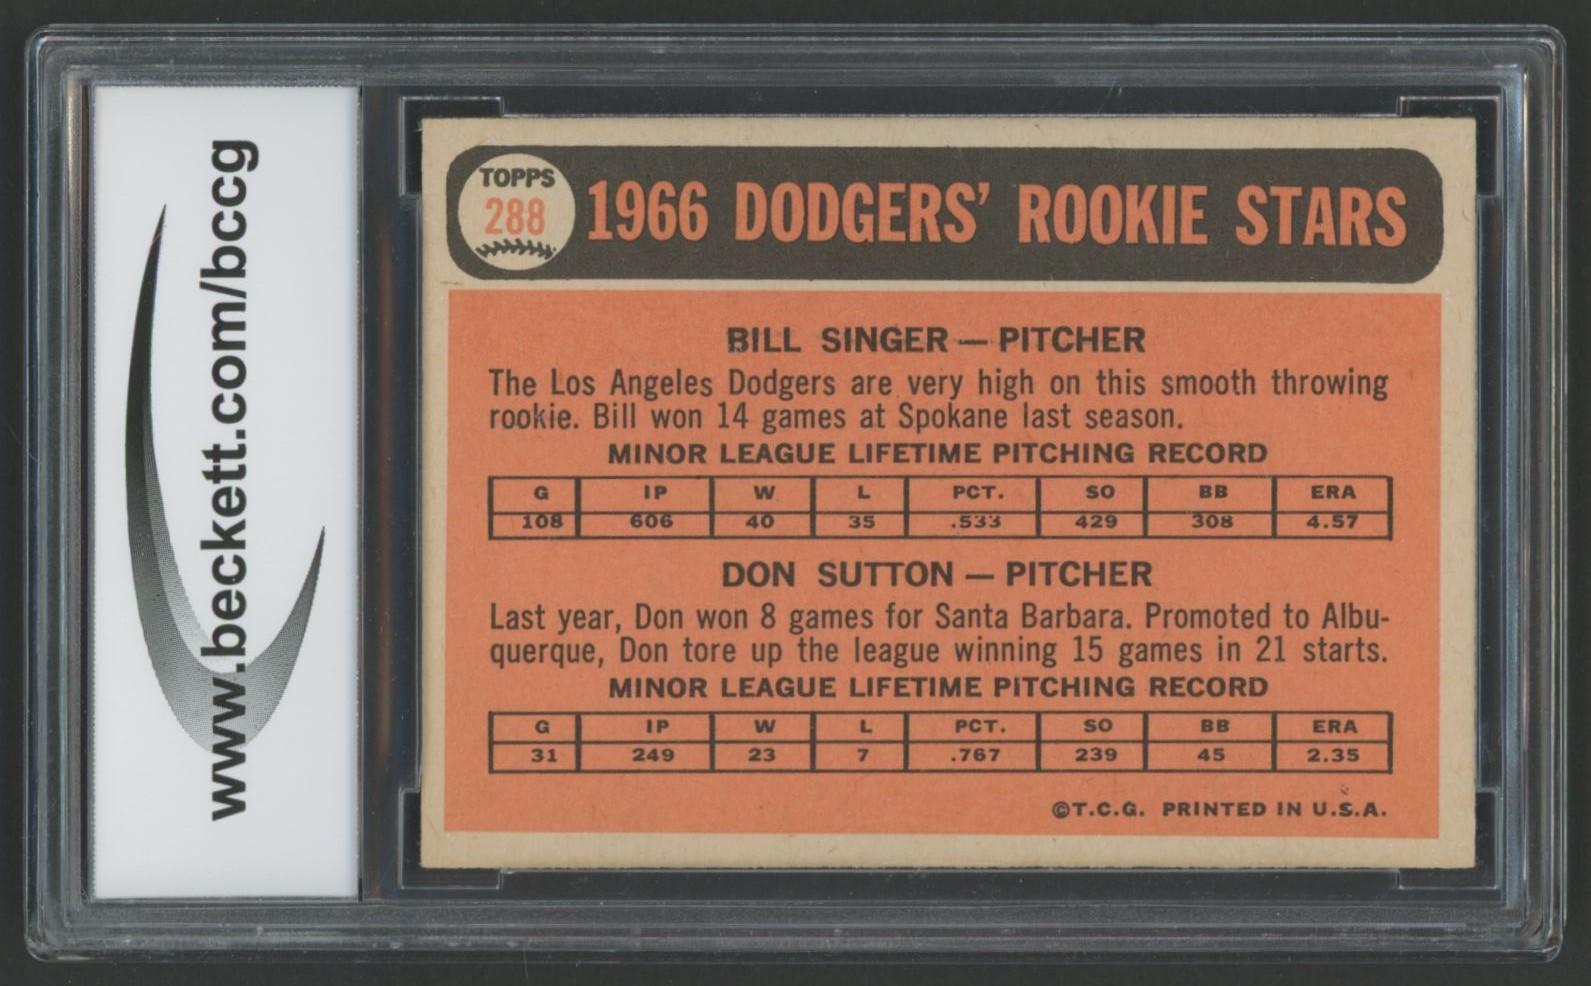 www.beckett.com/bccg
TOPPS
288
1966 DODGERS' ROOKIE STARS
BILL SINGER — PITCHER
The Los Angeles Dodgers are very high on this smooth throwing
rookie. Bill won 14 games at Spokane last season.
MINOR LEAGUE LIFETIME PITCHING RECORD
G IP W L PCT. SO BB ERA
108 606 40 35 .533 429 308 4.57
DON SUTTON — PITCHER
Last year, Don won 8 games for Santa Barbara. Promoted to Albu-
querque, Don tore up the league winning 15 games in 21 starts.
MINOR LEAGUE LIFETIME PITCHING RECORD
G IP W L PCT. SO BB ERA
31 249 23 7 .767 239 45 2.35
©T.C.G. PRINTED IN U.S.A.